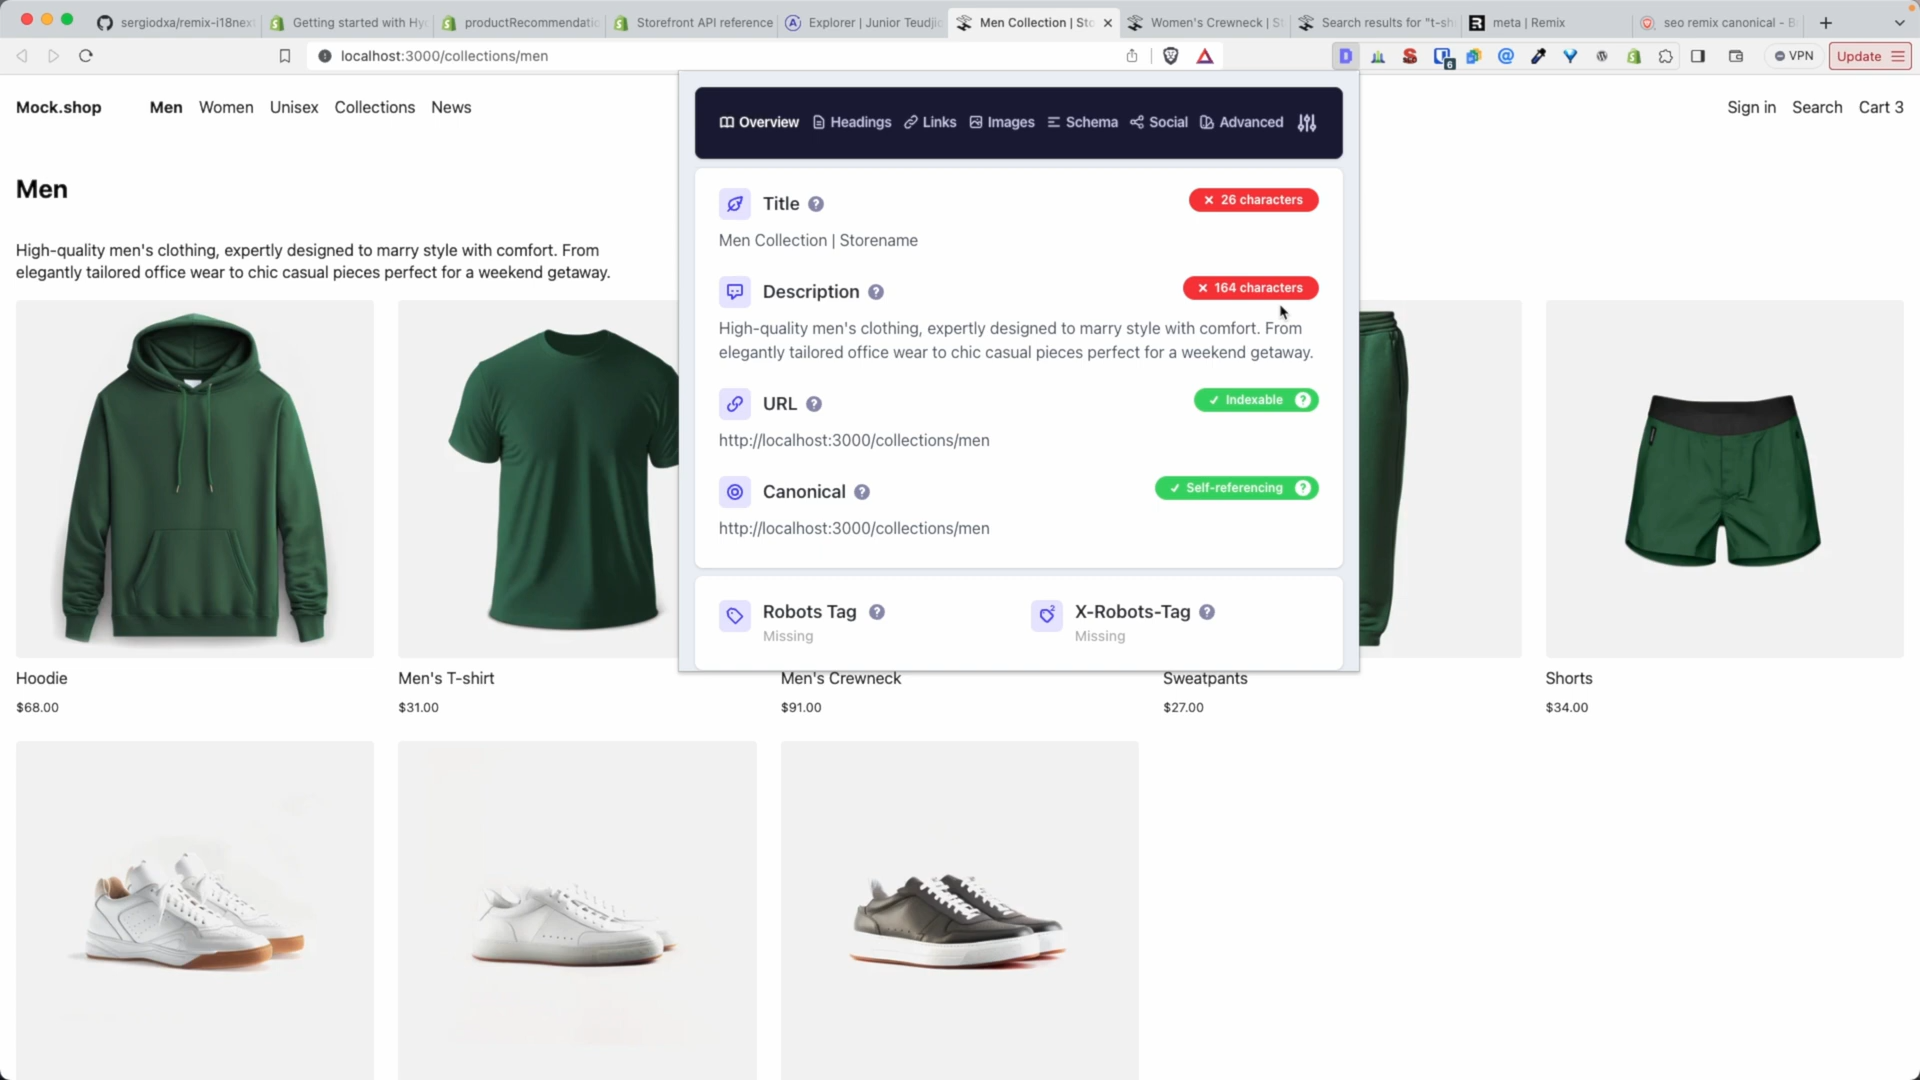 sergiodxa/remix-i18nex
Getting started with Hy
productRecommendatio
Storefront API reference
Explorer | Junior Teudji
Men Collection | Sto
Women's Crewneck | St
Search results for "t-sh
meta | Remix
seo remix canonical - B
localhost:3000/collections/men
6
VPN
Update
Mock.shop
Men
Women
Unisex
Collections
News
Sign in
Search
Cart 3
Overview
Headings
Links
Images
Schema
Social
Advanced
Men
High-quality men's clothing, expertly designed to marry style with comfort. From
elegantly tailored office wear to chic casual pieces perfect for a weekend getaway.
Title
26 characters
Men Collection | Storename
Description
164 characters
High-quality men's clothing, expertly designed to marry style with comfort. From
elegantly tailored office wear to chic casual pieces perfect for a weekend getaway.
URL
Indexable
http://localhost:3000/collections/men
Canonical
Self-referencing
http://localhost:3000/collections/men
Robots Tag
Missing
X-Robots-Tag
Missing
Hoodie
$68.00
Men's T-shirt
$31.00
Men's Crewneck
$91.00
Sweatpants
$27.00
Shorts
$34.00